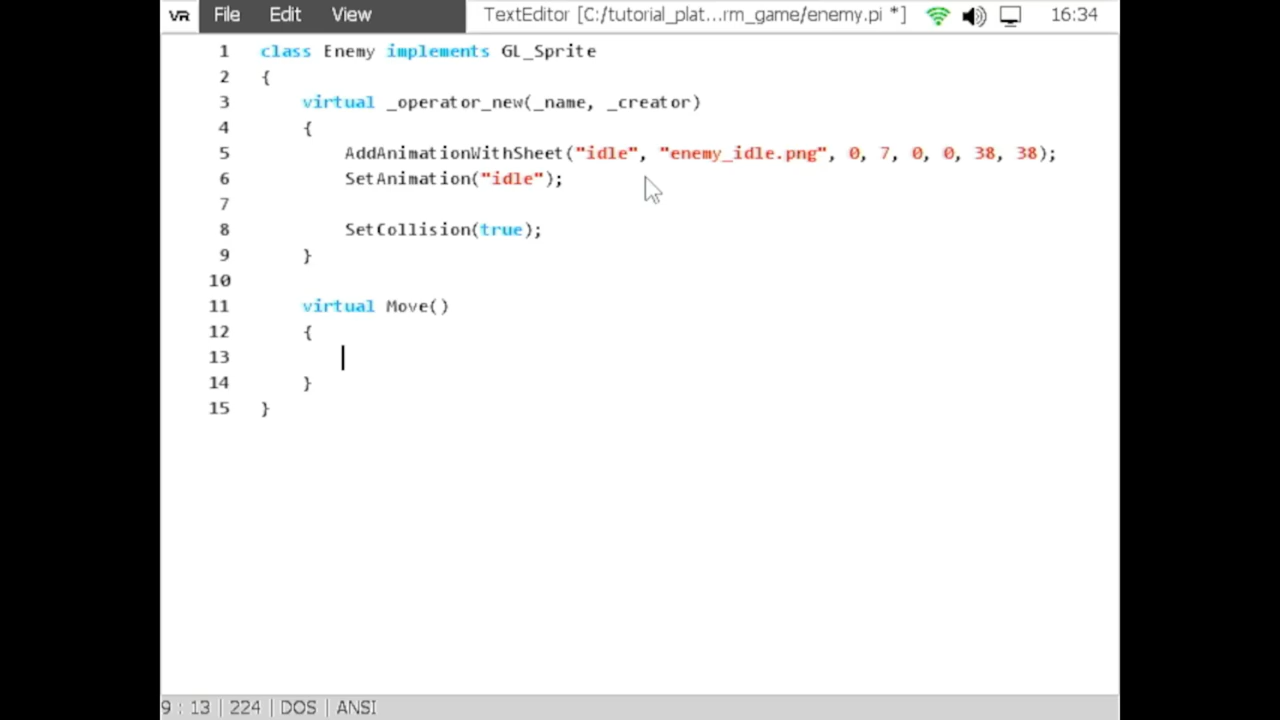 VR File Edit View TextEditor [C:/tutorial_plat...rm_game/enemy.pi *] 16:34
1 class Enemy implements GL_Sprite
2 {
3 virtual _operator_new(_name, _creator)
4 {
5 AddAnimationWithSheet("idle", "enemy_idle.png", 0, 7, 0, 0, 38, 38);
6 SetAnimation("idle");
7
8 SetCollision(true);
9 }
10
11 virtual Move()
12 {
13
14 }
15 }
9 : 13 | 224 | DOS | ANSI